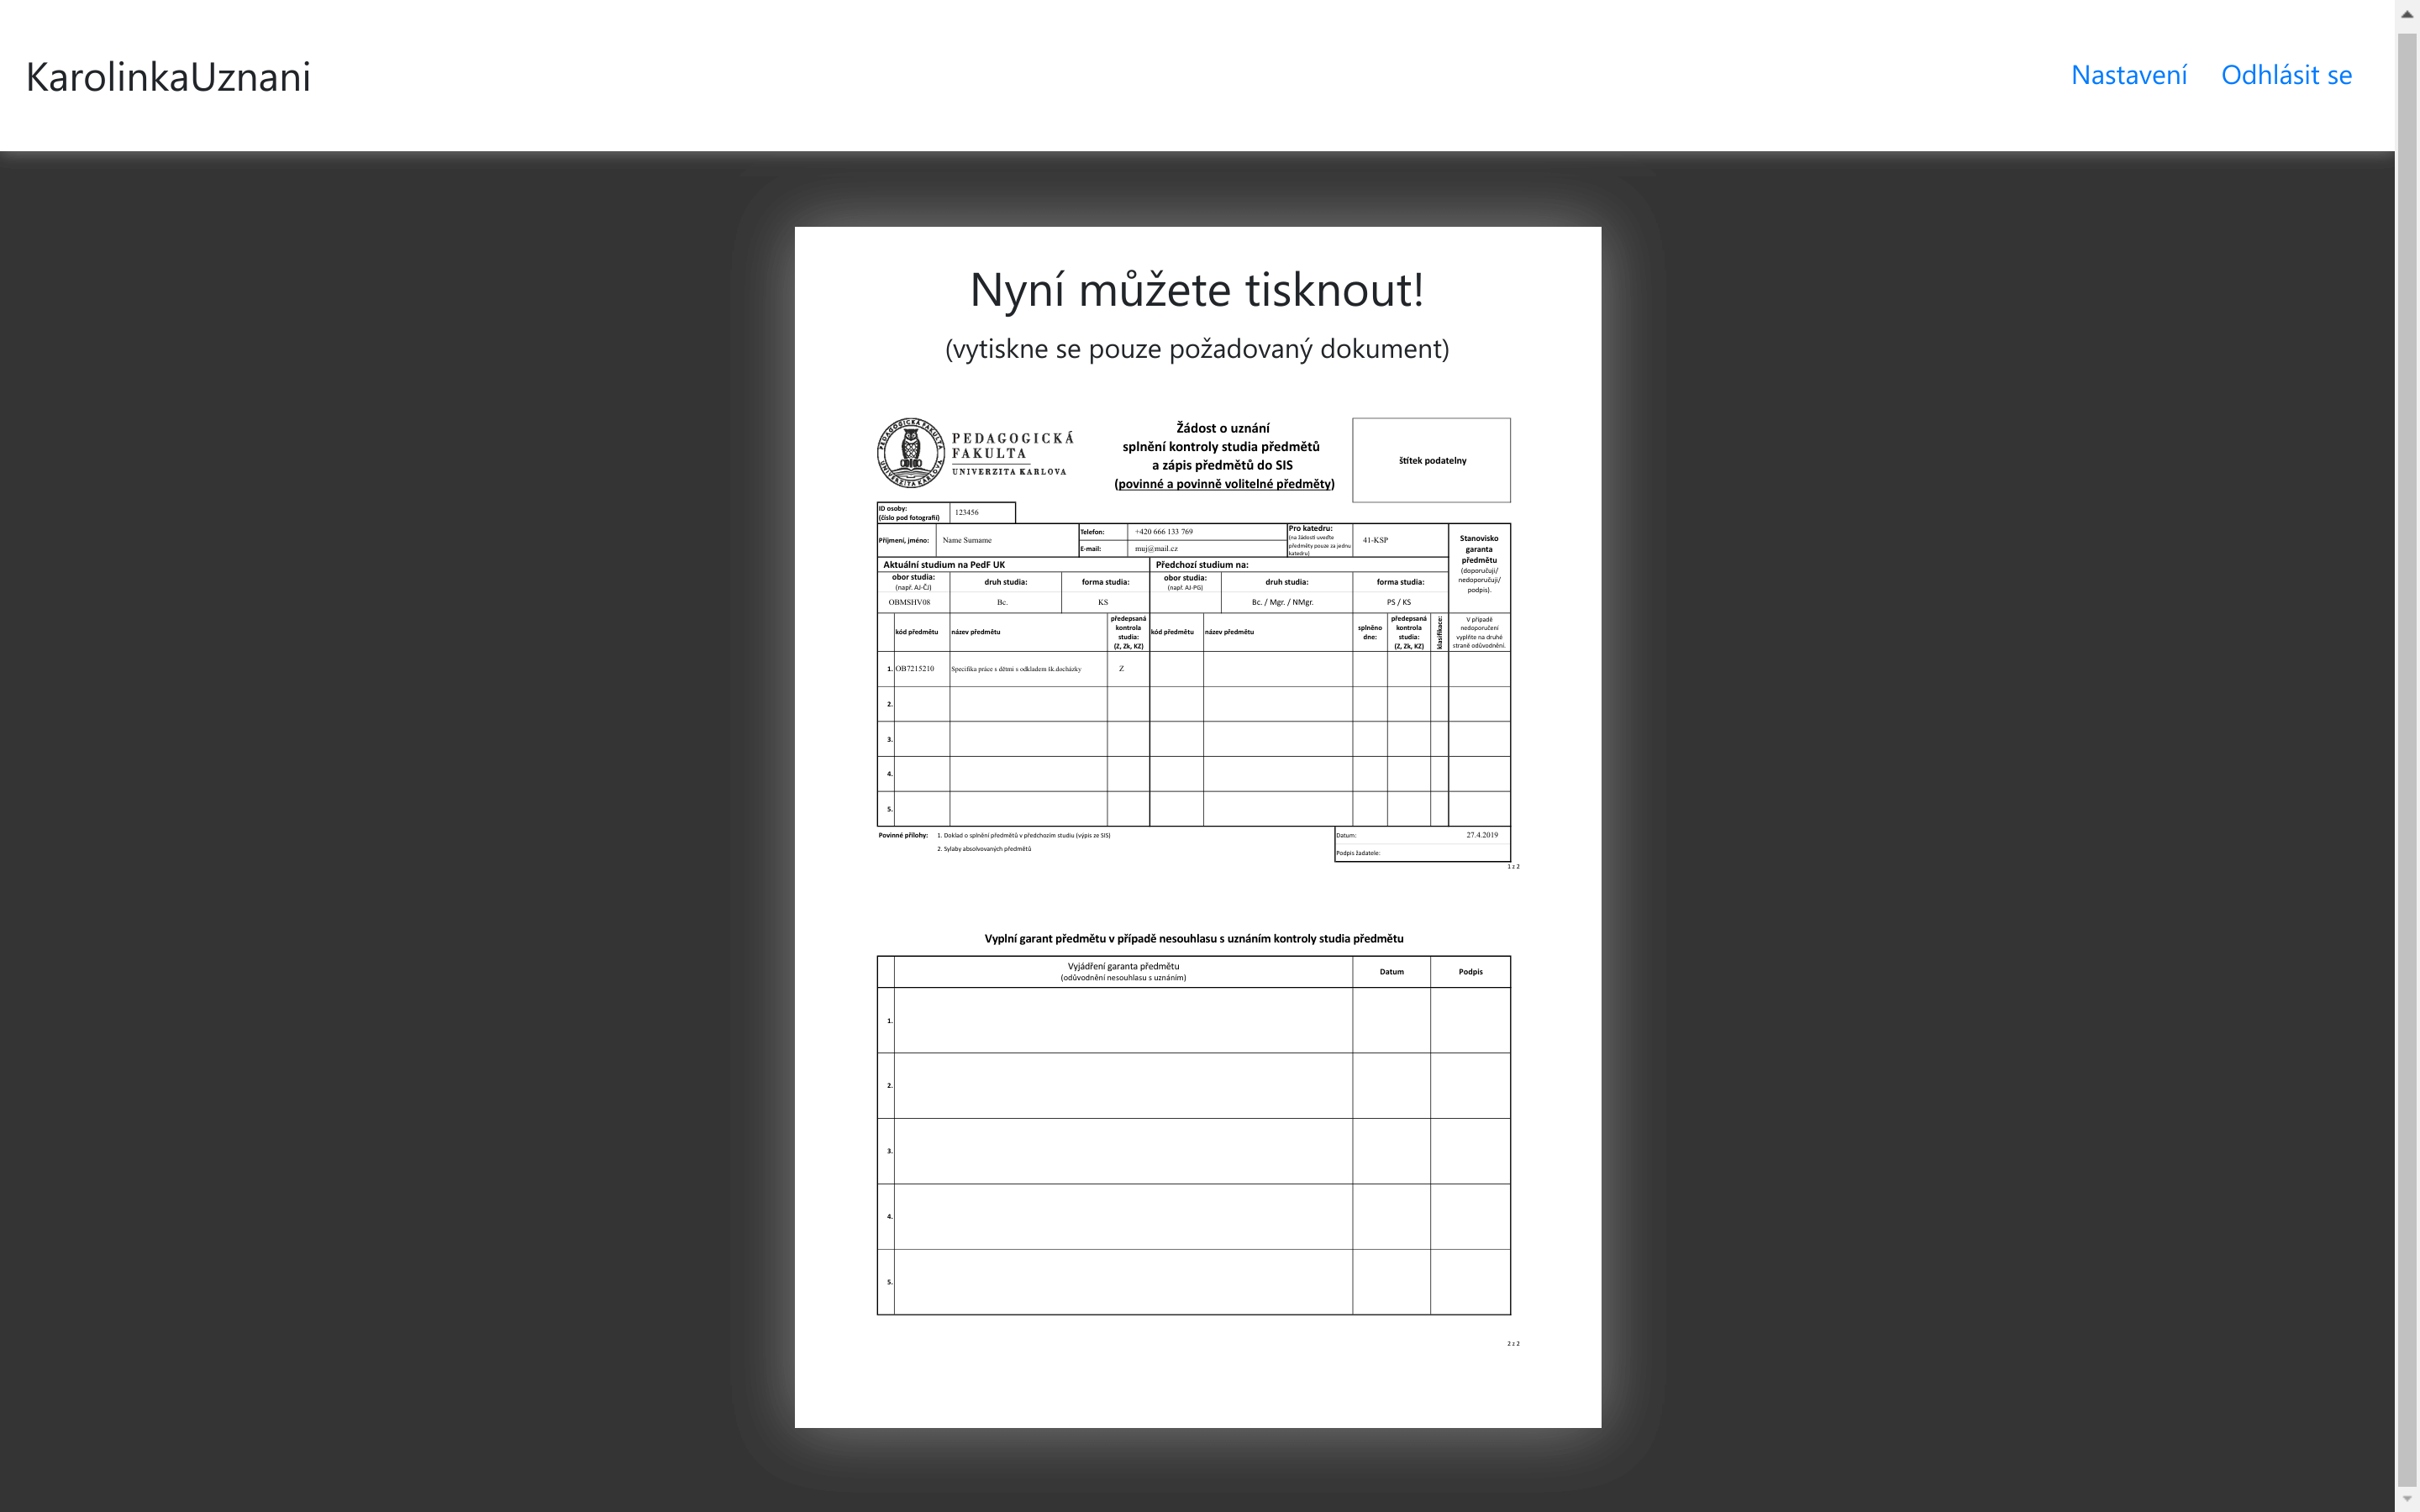 KarolinkaUznani
Nastavení Odhlásit se
Nyní můžete tisknout!
(vytiskne se pouze požadovaný dokument)
PEDAGOGICKÁ FAKULTA UNIVERZITA KARLOVA
PEDAGOGICKÁ
FAKULTA
UNIVERZITA KARLOVA
Žádost o uznání
splnění kontroly studia předmětů
a zápis předmětů do SIS
(povinné a povinně volitelné předměty)
štítek podatelny
ID osoby:
(číslo pod fotografií)
123456
Příjmení, jméno:
Name Surname
Telefon:
+420 666 133 769
E-mail:
muj@mail.cz
Pro katedru:
(na žádosti uveďte
předměty pouze za jednu
katedru)
41-KSP
Stanovisko
garanta
předmětu
(doporučuji/
nedoporučuji/
podpis).
Aktuální studium na PedF UK
Předchozí studium na:
obor studia:
(např. AJ-ČJ)
druh studia:
forma studia:
obor studia:
(např. AJ-PG)
druh studia:
forma studia:
OBMSHV08
Bc.
KS
Bc. / Mgr. / NMgr.
PS / KS
kód předmětu
název předmětu
předepsaná
kontrola
studia:
(Z, Zk, KZ)
kód předmětu
název předmětu
splněno
dne:
předepsaná
kontrola
studia:
(Z, Zk, KZ)
klasifikace:
V případě
nedoporučení
vyplňte na druhé
straně odůvodnění.
1. OB7215210 Specifika práce s dětmi s odkladem šk.docházky Z
2.
3.
4.
5.
Povinné přílohy: 1. Doklad o splnění předmětů v předchozím studiu (výpis ze SIS)
2. Sylaby absolvovaných předmětů
Datum: 27.4.2019
Podpis žadatele:
1 z 2
Vyplní garant předmětu v případě nesouhlasu s uznáním kontroly studia předmětu
Vyjádření garanta předmětu
(odůvodnění nesouhlasu s uznáním)
Datum
Podpis
1.
2.
3.
4.
5.
2 z 2